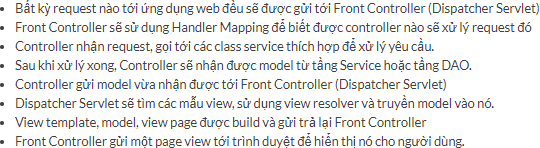 Bất kỳ request nào tới ứng dụng web đều sẽ được gửi tới Front Controller (Dispatcher Servlet)
Front Controller sẽ sử dụng Handler Mapping để biết được controller nào sẽ xử lý request đó
Controller nhận request, gọi tới các class service thích hợp để xử lý yêu cầu.
Sau khi xử lý xong, Controller sẽ nhận được model từ tầng Service hoặc tầng DAO.
Controller gửi model vừa nhận được tới Front Controller (Dispatcher Servlet)
Dispatcher Servlet sẽ tìm các mẫu view, sử dụng view resolver và truyền model vào nó.
View template, model, view page được build và gửi trả lại Front Controller
Front Controller gửi một page view tới trình duyệt để hiển thị nó cho người dùng.